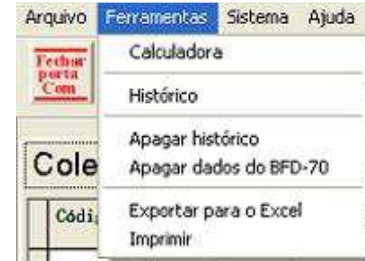 Arquivo Ferramentas Sistema Ajuda
Fechar
porta
Com
Calculadora
Histórico
Apagar histórico
Apagar dados do BFD-70
Exportar para o Excel
Imprimir
Cole
Códi